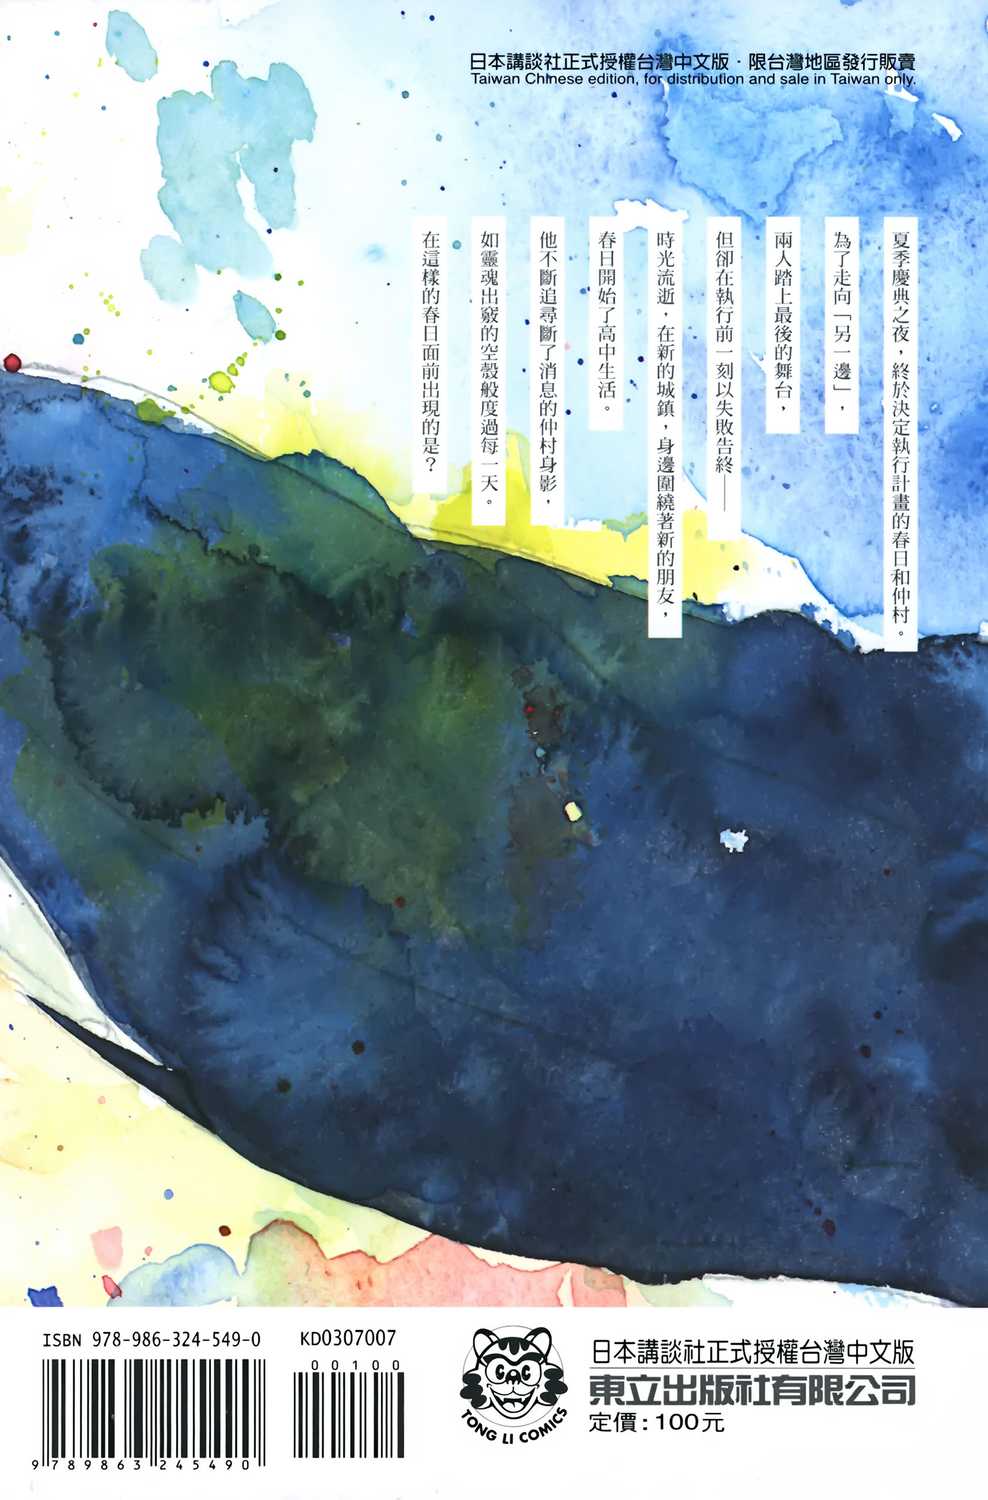 日本講談社正式授權台灣中文版・限台灣地區發行販賣
Taiwan Chinese edition, for distribution and sale in Taiwan only.
夏季慶典之夜，終於決定執行計畫的春日和仲村。
為了走向「另一邊」，
兩人踏上最後的舞台，
但卻在執行前一刻以失敗告終——
時光流逝，在新的城鎮，身邊圍繞著新的朋友，
春日開始了高中生活。
他不斷追尋斷了消息的仲村身影，
如靈魂出竅的空殼般度過每一天。
在這樣的春日面前出現的是？
ISBN 978-986-324-549-0
9 789863 245490
KD0307007
00100
TONG LI COMICS
日本講談社正式授權台灣中文版
東立出版社有限公司
定價：100元